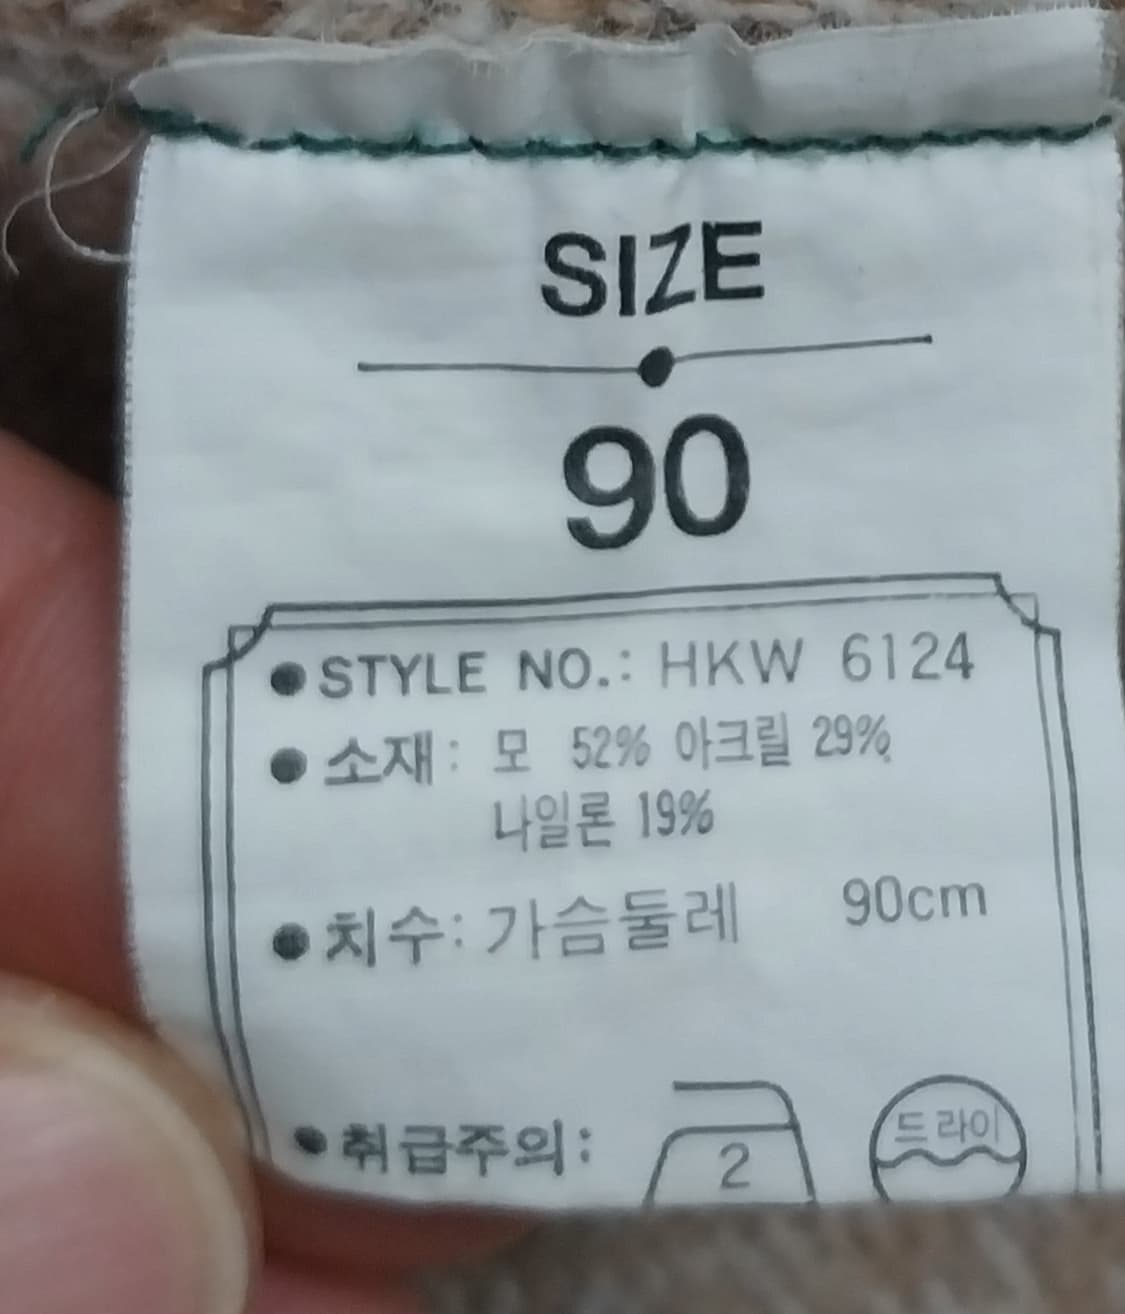 SIZE
90
●STYLE NO.: HKW 6124
●소재: 모 52% 아크릴 29%,
나일론 19%
●치수: 가슴둘레 90cm
●취급주의: 2 드라이